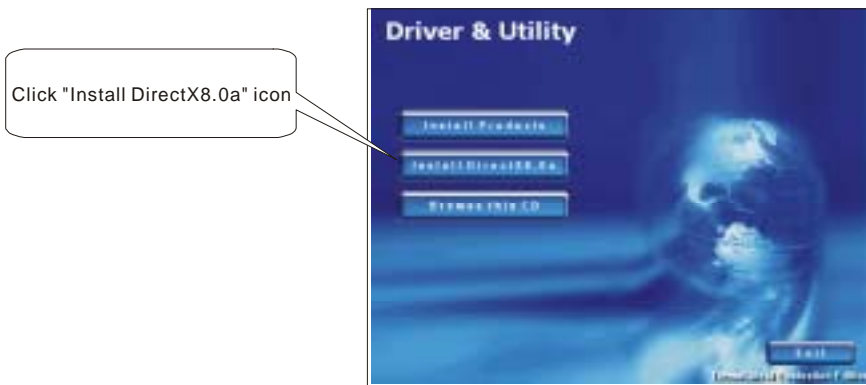 Driver & Utility
Click "Install DirectX8.0a" icon
Install Products
Install DirectX8.0a
Browse this CD
Exit